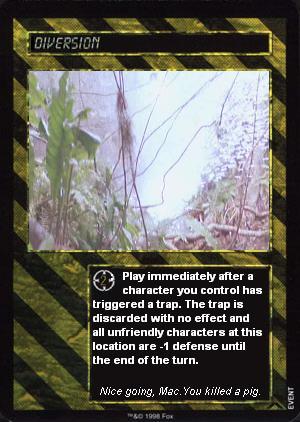 DIVERSION
2
Play immediately after a
character you control has
triggered a trap. The trap is
discarded with no effect and
all unfriendly characters at this
location are -1 defense until
the end of the turn.
Nice going, Mac.You killed a pig.
EVENT
™&© 1998 Fox